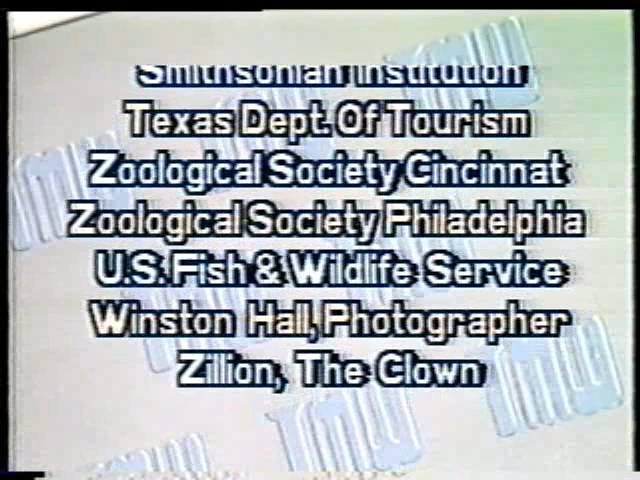 Smithsonian Institution
Texas Dept. Of Tourism
Zoological Society Cincinnat
Zoological Society Philadelphia
U.S. Fish & Wildlife Service
Winston Hall, Photographer
Zillion, The Clown